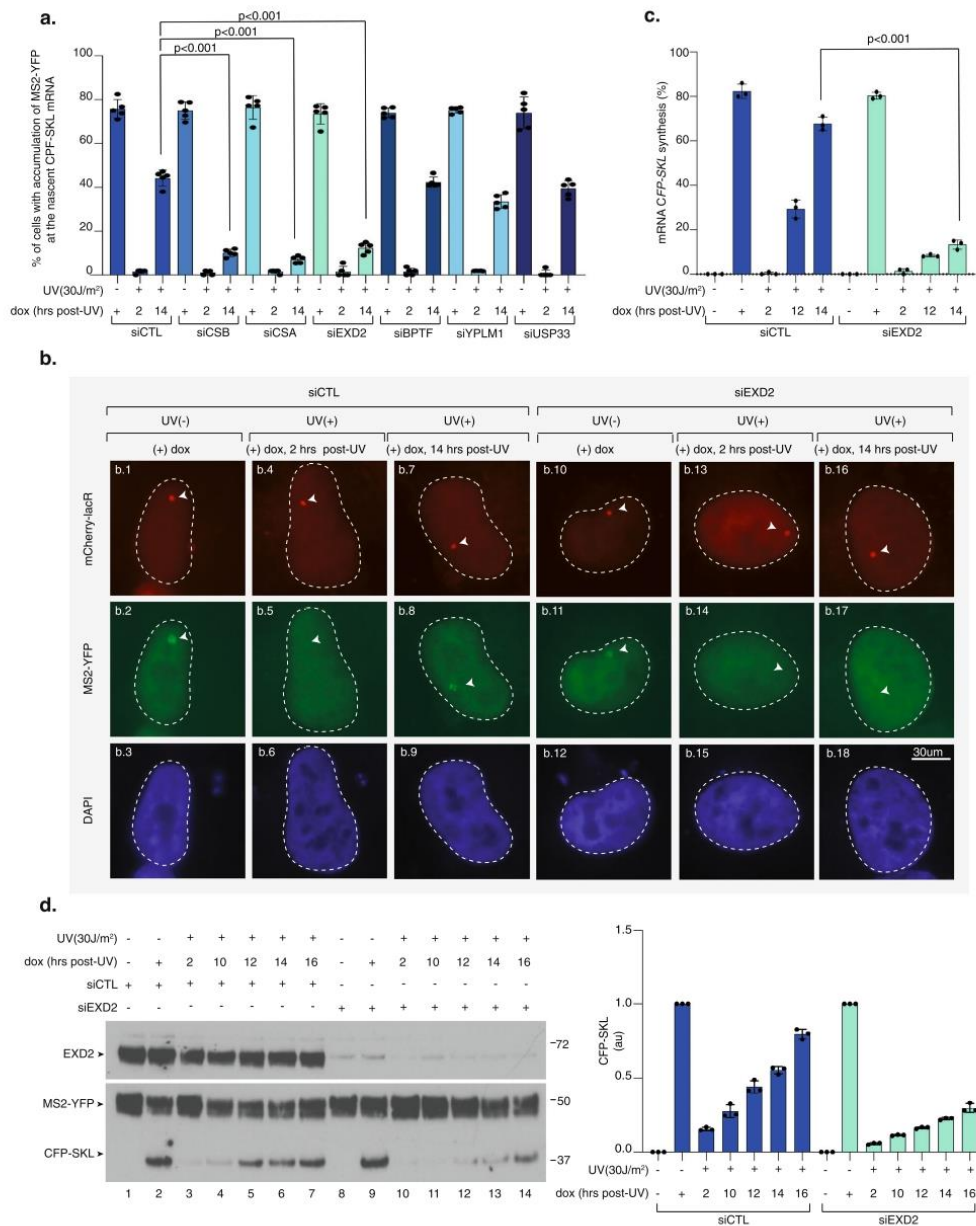 a.
p<0.001
p<0.001
p<0.001
100
80
60
40
20
0
% of cells with accumulation of MS2-YFP
at the nascent CPF-SKL mRNA
- + + - + + - + + - + + - + + - + + - + +
UV(30J/m²)
+ 2 14 + 2 14 + 2 14 + 2 14 + 2 14 + 2 14 + 2 14
dox (hrs post-UV)
siCTL siCSB siCSA siEXD2 siBPTF siYPLM1 siUSP33
c.
p<0.001
100
80
60
40
20
0
mRNA CFP-SKL synthesis (%)
- - + + + - - + + +
UV(30J/m²)
- + 2 12 14 - + 2 12 14
dox (hrs post-UV)
siCTL siEXD2
b.
siCTL siEXD2
UV(-) UV(+) UV(+) UV(-) UV(+) UV(+)
(+) dox (+) dox, 2 hrs post-UV (+) dox, 14 hrs post-UV (+) dox (+) dox, 2 hrs post-UV (+) dox, 14 hrs post-UV
mCherry-lacR
b.1 b.4 b.7 b.10 b.13 b.16
MS2-YFP
b.2 b.5 b.8 b.11 b.14 b.17
DAPI
b.3 b.6 b.9 b.12 b.15 b.18
30um
d.
UV(30J/m²) - - + + + + + - - + + + + +
dox (hrs post-UV) - + 2 10 12 14 16 - + 2 10 12 14 16
siCTL + + + + + + + - - - - - - -
siEXD2 - - - - - - - + + + + + + +
EXD2
-72
MS2-YFP
-50
CFP-SKL
-37
1 2 3 4 5 6 7 8 9 10 11 12 13 14
1.5
1.0
0.5
0.0
CFP-SKL
(au)
UV(30J/m²) - - + + + + + - - + + + + +
dox (hrs post-UV) - + 2 10 12 14 16 - + 2 10 12 14 16
siCTL siEXD2